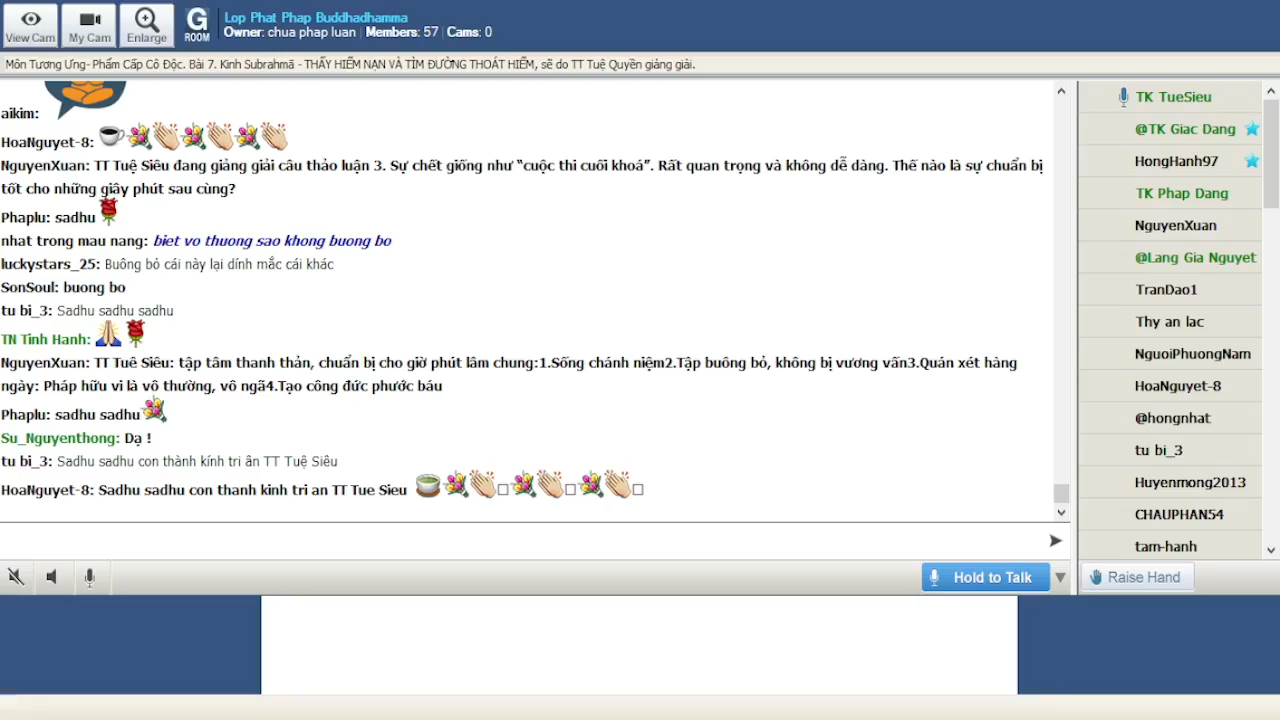 View Cam
My Cam
Enlarge
G
ROOM
Lop Phat Phap Buddhadhamma
Owner: chua phap luan | Members: 57 | Cams: 0
Môn Tương Ưng- Phẩm Cấp Cô Độc. Bài 7. Kinh Subrahmā - THẤY HIỂM NẠN VÀ TÌM ĐƯỜNG THOÁT HIỂM, sẽ do TT Tuệ Quyền giảng giải.
aikim:
HoaNguyet-8:
NguyenXuan: TT Tuệ Siêu đang giảng giải câu thảo luận 3. Sự chết giống như “cuộc thi cuối khoá”. Rất quan trọng và không dễ dàng. Thế nào là sự chuẩn bị
tốt cho những giây phút sau cùng?
Phaplu: sadhu
nhat trong mau nang: biet vo thuong sao khong buong bo
luckystars_25: Buông bỏ cái này lại dính mắc cái khác
SonSoul: buong bo
tu bi_3: Sadhu sadhu sadhu
TN Tinh Hanh:
NguyenXuan: TT Tuê Siêu: tập tâm thanh thản, chuẩn bị cho giờ phút lâm chung:1.Sống chánh niệm2.Tập buông bỏ, không bị vương vấn3.Quán xét hàng
ngày: Pháp hữu vi là vô thường, vô ngã4.Tạo công đức phước báu
Phaplu: sadhu sadhu
Su_Nguyenthong: Dạ !
tu bi_3: Sadhu sadhu con thành kính tri ân TT Tuệ Siêu
HoaNguyet-8: Sadhu sadhu con thanh kinh tri an TT Tue Sieu
Hold to Talk
TK TueSieu
@TK Giac Dang
HongHanh97
TK Phap Dang
NguyenXuan
@Lang Gia Nguyet
TranDao1
Thy an lac
NguoiPhuongNam
HoaNguyet-8
@hongnhat
tu bi_3
Huyenmong2013
CHAUPHAN54
tam-hanh
Raise Hand